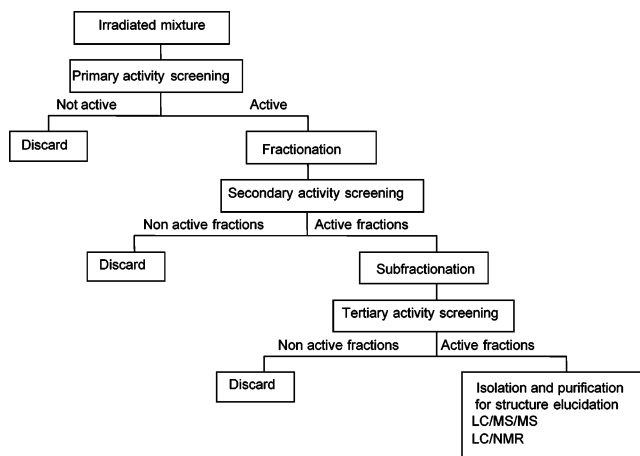 Irradiated mixture
Primary activity screening
Not active
Active
Discard
Fractionation
Secondary activity screening
Non active fractions
Active fractions
Discard
Subfractionation
Tertiary activity screening
Non active fractions
Active fractions
Discard
Isolation and purification
for structure elucidation
LC/MS/MS
LC/NMR